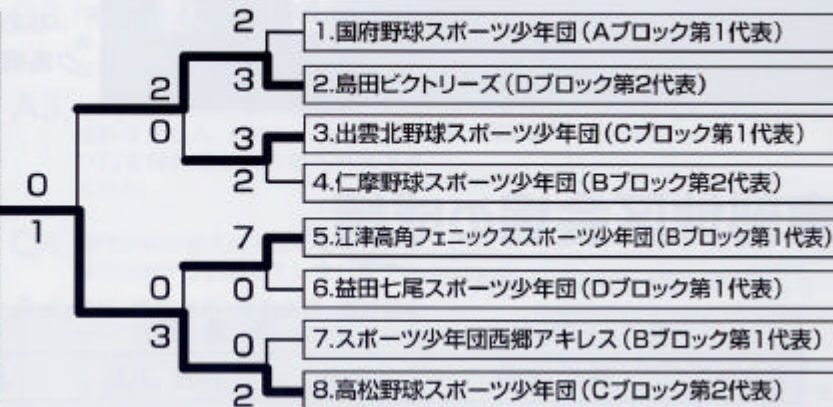 2
1.国府野球スポーツ少年団(Aブロック第1代表)
3
2.島田ビクトリーズ(Dブロック第2代表)
2
0
3
3.出雲北野球スポーツ少年団(Cブロック第1代表)
2
4.仁摩野球スポーツ少年団(Bブロック第2代表)
0
1
7
5.江津高角フェニックススポーツ少年団(Bブロック第1代表)
0
6.益田七尾スポーツ少年団(Dブロック第1代表)
0
3
0
7.スポーツ少年団西郷アキレス(Bブロック第1代表)
2
8.高松野球スポーツ少年団(Cブロック第2代表)